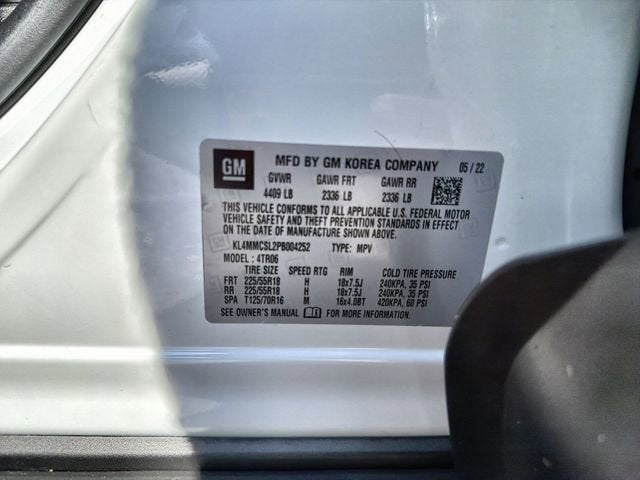 GM MFD BY GM KOREA COMPANY 05/22
GVWR GAWR FRT GAWR RR
4409 LB 2336 LB 2336 LB
THIS VEHICLE CONFORMS TO ALL APPLICABLE U.S. FEDERAL MOTOR
VEHICLE SAFETY AND THEFT PREVENTION STANDARDS IN EFFECT
ON THE DATE OF MANUFACTURE SHOWN ABOVE
KL4MMCSL2PB004252 TYPE: MPV
MODEL: 4TR06
TIRE SIZE SPEED RTG RIM COLD TIRE PRESSURE
FRT 225/55R18 H 18x7.5J 240KPA, 35 PSI
RR 225/55R18 H 18x7.5J 240KPA, 35 PSI
SPA T125/70R16 M 16x4.0BT 420KPA, 60 PSI
SEE OWNER'S MANUAL FOR MORE INFORMATION.